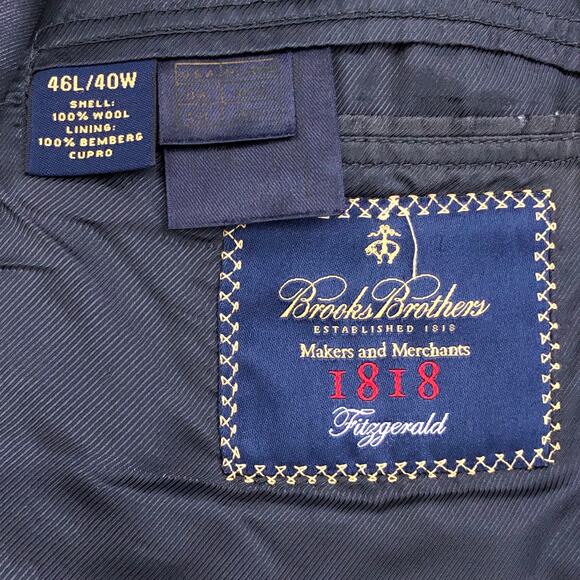 46L/40W
SHELL:
100% WOOL
LINING:
100% BEMBERG
CUPRO
Brooks Brothers
ESTABLISHED 1818
Makers and Merchants
1818
Fitzgerald